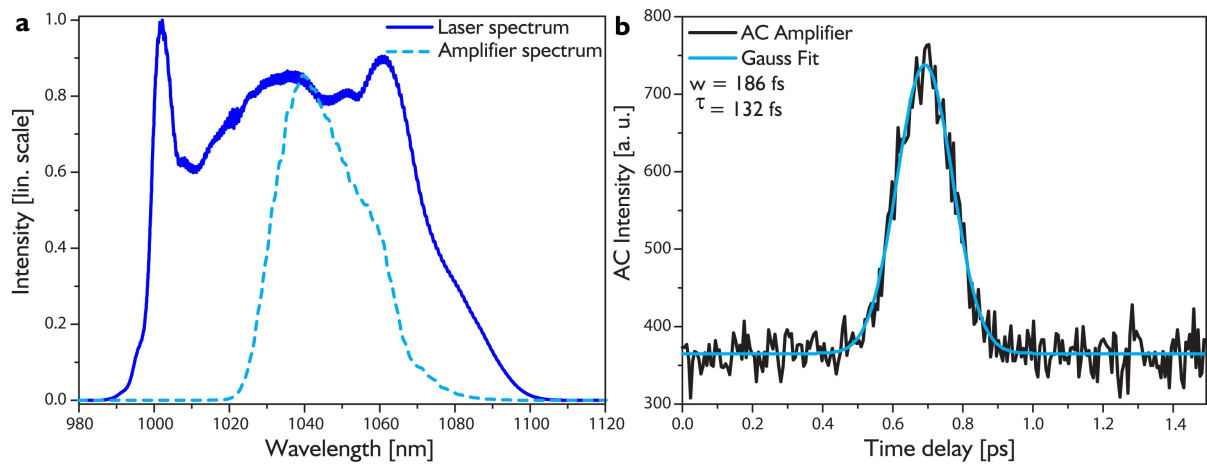 a
Laser spectrum
Amplifier spectrum
1.0
0.8
0.6
0.4
0.2
0.0
Intensity [lin. scale]
980 1000 1020 1040 1060 1080 1100 1120
Wavelength [nm]
b
AC Amplifier
Gauss Fit
w = 186 fs
τ = 132 fs
800
700
600
500
400
300
AC Intensity [a. u.]
0.0 0.2 0.4 0.6 0.8 1.0 1.2 1.4
Time delay [ps]